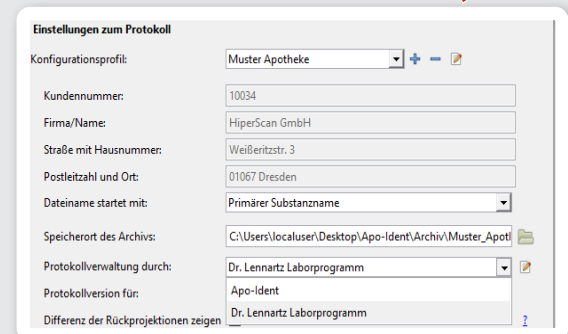 Einstellungen zum Protokoll
Konfigurationsprofil: Muster Apotheke
Kundennummer: 10034
Firma/Name: HiperScan GmbH
Straße mit Hausnummer: Weißeritzstr. 3
Postleitzahl und Ort: 01067 Dresden
Dateiname startet mit: Primärer Substanzname
Speicherort des Archivs: C:\Users\localuser\Desktop\Apo-Ident\Archiv\Muster_Apotl
Protokollverwaltung durch: Dr. Lennartz Laborprogramm
Protokollversion für: Apo-Ident
Dr. Lennartz Laborprogramm
Differenz der Rückprojektionen zeigen ?